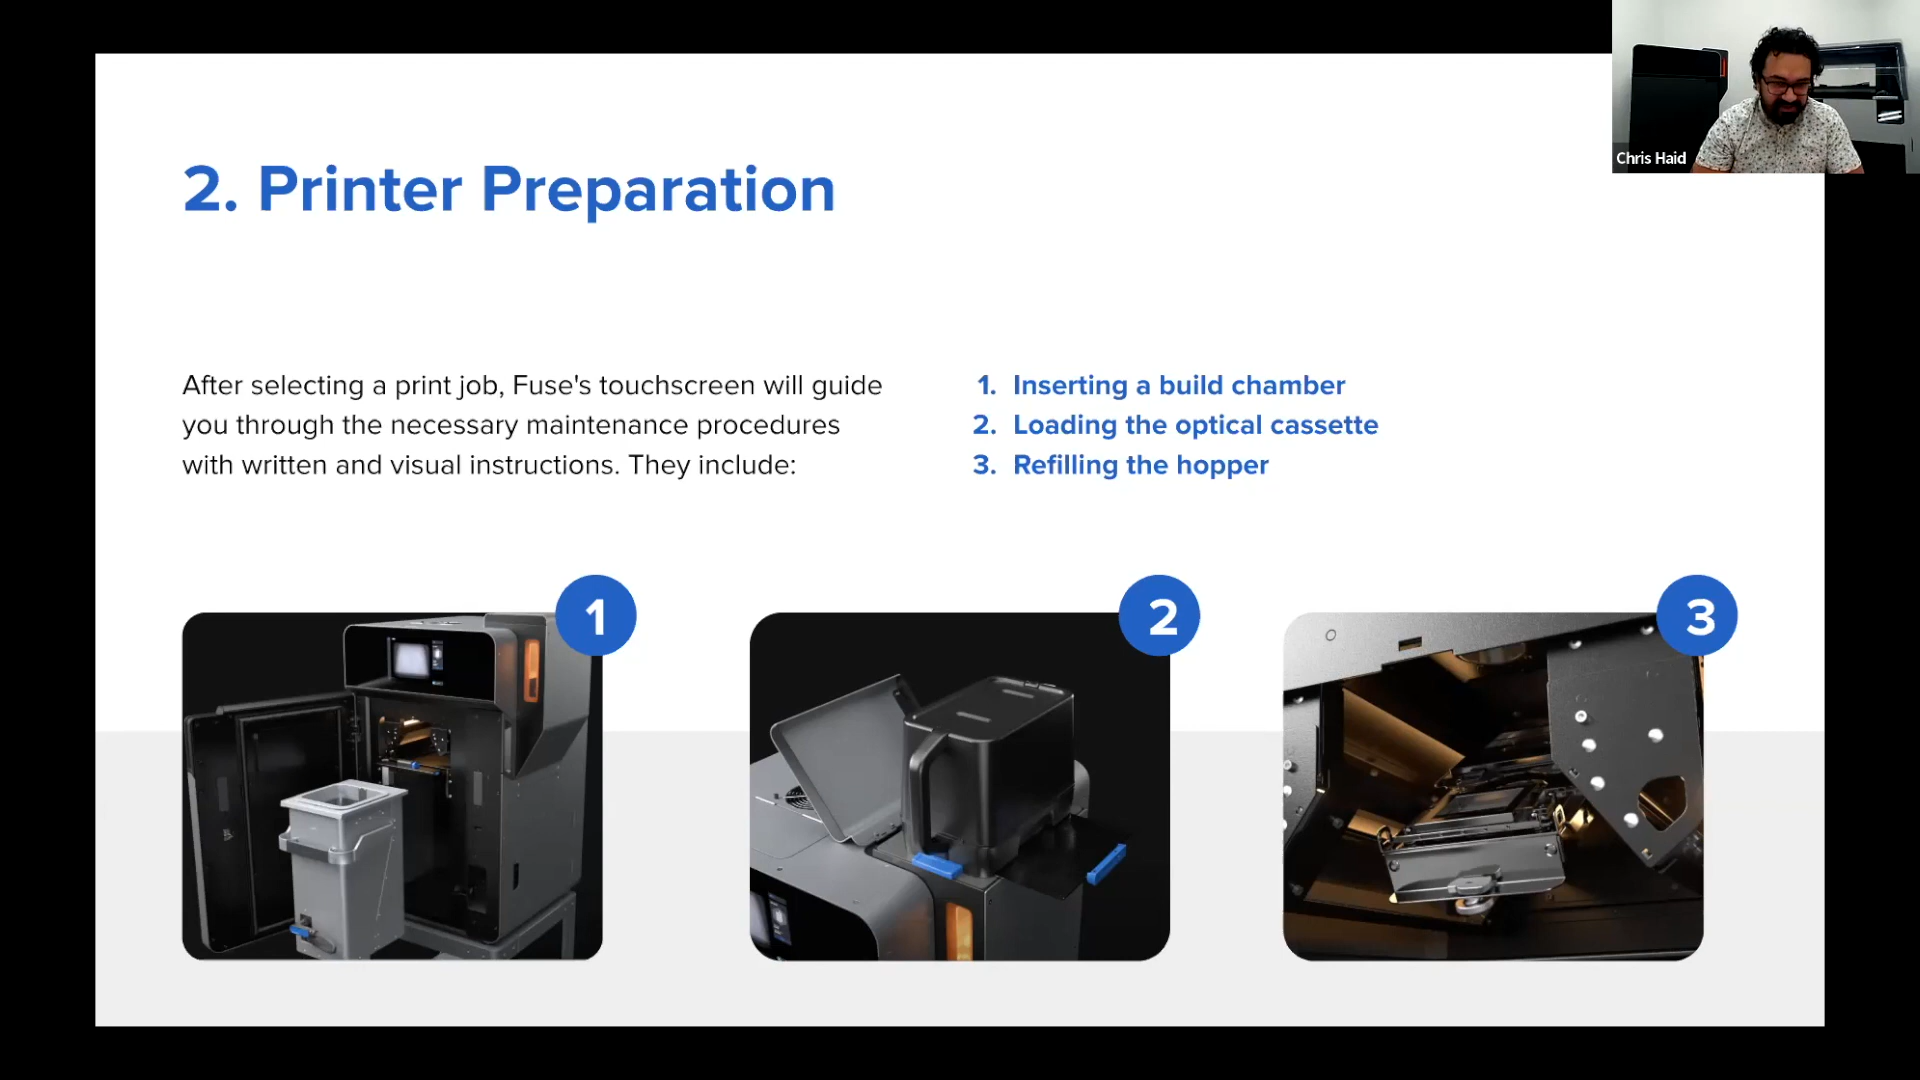 Chris Haid
2. Printer Preparation
After selecting a print job, Fuse's touchscreen will guide
you through the necessary maintenance procedures
with written and visual instructions. They include:
1. Inserting a build chamber
2. Loading the optical cassette
3. Refilling the hopper
1
2
3